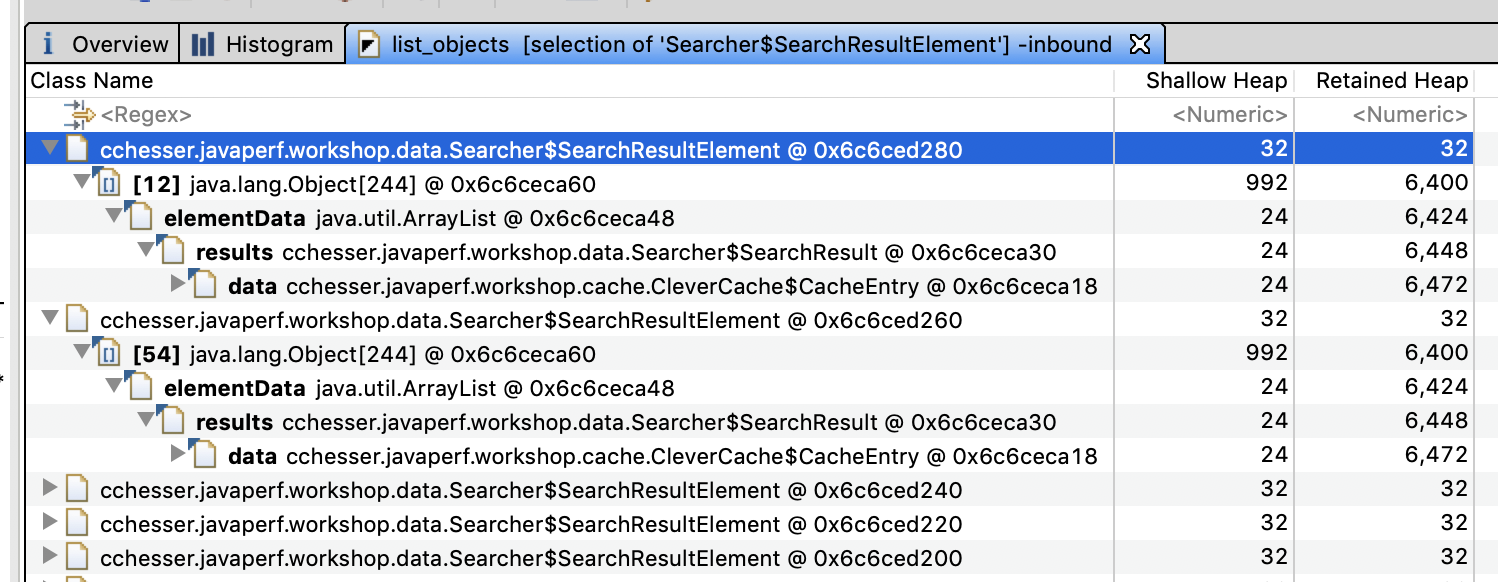 Overview Histogram list_objects [selection of 'Searcher$SearchResultElement'] -inbound
Class Name Shallow Heap Retained Heap
<Regex> <Numeric> <Numeric>
cchesser.javaperf.workshop.data.Searcher$SearchResultElement @ 0x6c6ced280 32 32
[12] java.lang.Object[244] @ 0x6c6ceca60 992 6,400
elementData java.util.ArrayList @ 0x6c6ceca48 24 6,424
results cchesser.javaperf.workshop.data.Searcher$SearchResult @ 0x6c6ceca30 24 6,448
data cchesser.javaperf.workshop.cache.CleverCache$CacheEntry @ 0x6c6ceca18 24 6,472
cchesser.javaperf.workshop.data.Searcher$SearchResultElement @ 0x6c6ced260 32 32
[54] java.lang.Object[244] @ 0x6c6ceca60 992 6,400
elementData java.util.ArrayList @ 0x6c6ceca48 24 6,424
results cchesser.javaperf.workshop.data.Searcher$SearchResult @ 0x6c6ceca30 24 6,448
data cchesser.javaperf.workshop.cache.CleverCache$CacheEntry @ 0x6c6ceca18 24 6,472
cchesser.javaperf.workshop.data.Searcher$SearchResultElement @ 0x6c6ced240 32 32
cchesser.javaperf.workshop.data.Searcher$SearchResultElement @ 0x6c6ced220 32 32
cchesser.javaperf.workshop.data.Searcher$SearchResultElement @ 0x6c6ced200 32 32